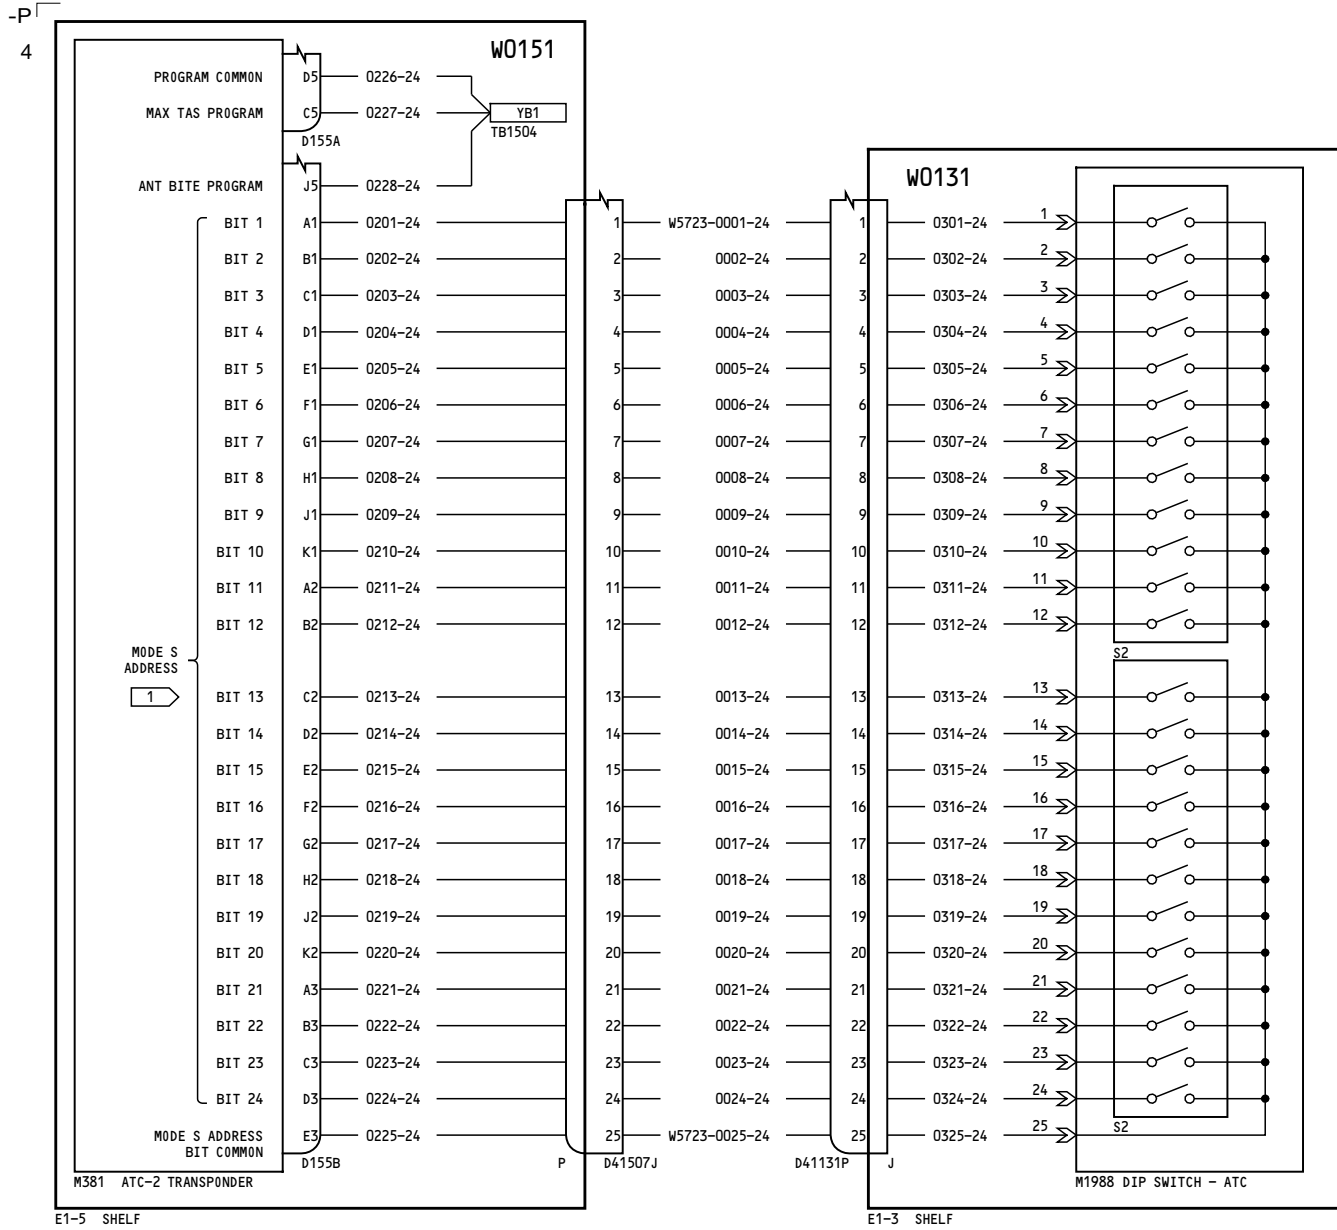 -P
4
W0151
PROGRAM COMMON D5 0226-24
MAX TAS PROGRAM C5 0227-24 YB1
D155A TB1504
W0131
ANT BITE PROGRAM J5 0228-24
BIT 1 A1 0201-24 1 W5723-0001-24 1 0301-24 1
BIT 2 B1 0202-24 2 0002-24 2 0302-24 2
BIT 3 C1 0203-24 3 0003-24 3 0303-24 3
BIT 4 D1 0204-24 4 0004-24 4 0304-24 4
BIT 5 E1 0205-24 5 0005-24 5 0305-24 5
BIT 6 F1 0206-24 6 0006-24 6 0306-24 6
BIT 7 G1 0207-24 7 0007-24 7 0307-24 7
BIT 8 H1 0208-24 8 0008-24 8 0308-24 8
BIT 9 J1 0209-24 9 0009-24 9 0309-24 9
BIT 10 K1 0210-24 10 0010-24 10 0310-24 10
BIT 11 A2 0211-24 11 0011-24 11 0311-24 11
BIT 12 B2 0212-24 12 0012-24 12 0312-24 12
MODE S
ADDRESS
S2
1
BIT 13 C2 0213-24 13 0013-24 13 0313-24 13
BIT 14 D2 0214-24 14 0014-24 14 0314-24 14
BIT 15 E2 0215-24 15 0015-24 15 0315-24 15
BIT 16 F2 0216-24 16 0016-24 16 0316-24 16
BIT 17 G2 0217-24 17 0017-24 17 0317-24 17
BIT 18 H2 0218-24 18 0018-24 18 0318-24 18
BIT 19 J2 0219-24 19 0019-24 19 0319-24 19
BIT 20 K2 0220-24 20 0020-24 20 0320-24 20
BIT 21 A3 0221-24 21 0021-24 21 0321-24 21
BIT 22 B3 0222-24 22 0022-24 22 0322-24 22
BIT 23 C3 0223-24 23 0023-24 23 0323-24 23
BIT 24 D3 0224-24 24 0024-24 24 0324-24 24
S2
MODE S ADDRESS E3 0225-24 25 W5723-0025-24 25 0325-24 25
BIT COMMON
D155B P D41507J D41131P J
M381 ATC-2 TRANSPONDER M1988 DIP SWITCH - ATC
E1-5 SHELF E1-3 SHELF